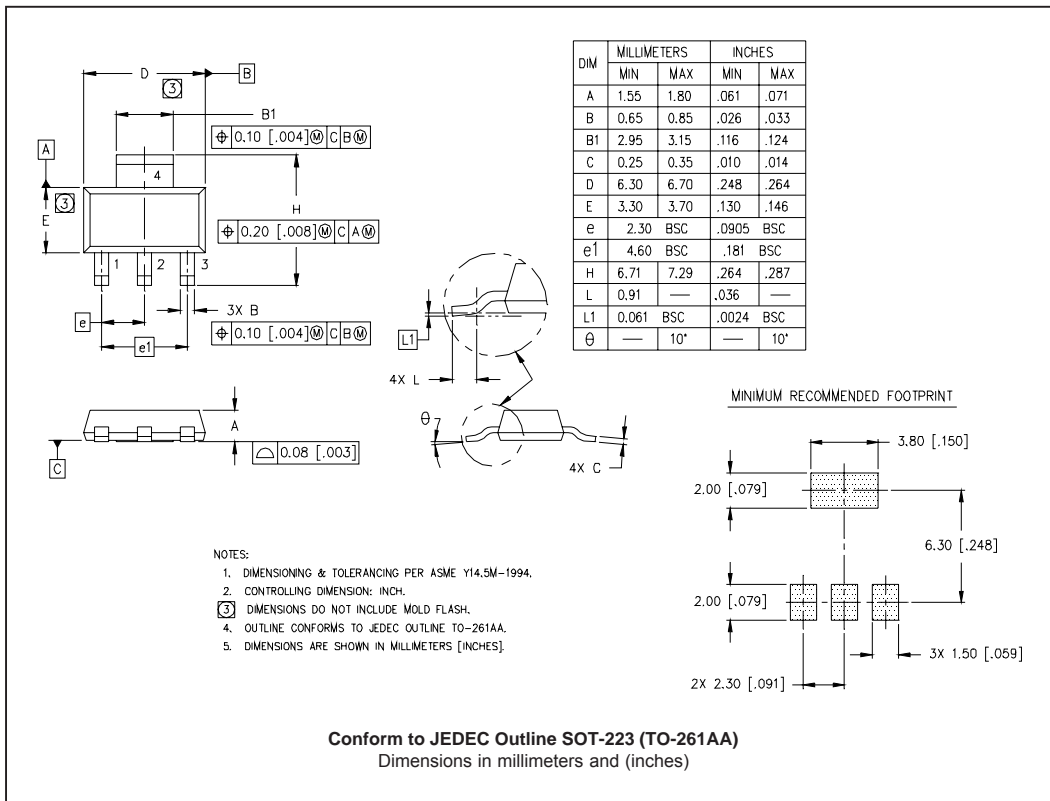 D
B
3
B1
⌖ 0.10 [.004]Ⓜ C BⓂ
A
4
3
E
H
⌖ 0.20 [.008]Ⓜ C AⓂ
1 2 3
3X B
e
⌖ 0.10 [.004]Ⓜ C BⓂ
e1
L1
4X L
θ
A
⌓ 0.08 [.003]
C
4X C
DIM MILLIMETERS INCHES
MIN MAX MIN MAX
A 1.55 1.80 .061 .071
B 0.65 0.85 .026 .033
B1 2.95 3.15 .116 .124
C 0.25 0.35 .010 .014
D 6.30 6.70 .248 .264
E 3.30 3.70 .130 .146
e 2.30 BSC .0905 BSC
e1 4.60 BSC .181 BSC
H 6.71 7.29 .264 .287
L 0.91 — .036 —
L1 0.061 BSC .0024 BSC
θ — 10° — 10°
MINIMUM RECOMMENDED FOOTPRINT
3.80 [.150]
2.00 [.079]
6.30 [.248]
2.00 [.079]
3X 1.50 [.059]
2X 2.30 [.091]
NOTES:
1. DIMENSIONING & TOLERANCING PER ASME Y14.5M-1994.
2. CONTROLLING DIMENSION: INCH.
3 DIMENSIONS DO NOT INCLUDE MOLD FLASH.
4. OUTLINE CONFORMS TO JEDEC OUTLINE TO-261AA.
5. DIMENSIONS ARE SHOWN IN MILLIMETERS [INCHES].
Conform to JEDEC Outline SOT-223 (TO-261AA)
Dimensions in millimeters and (inches)